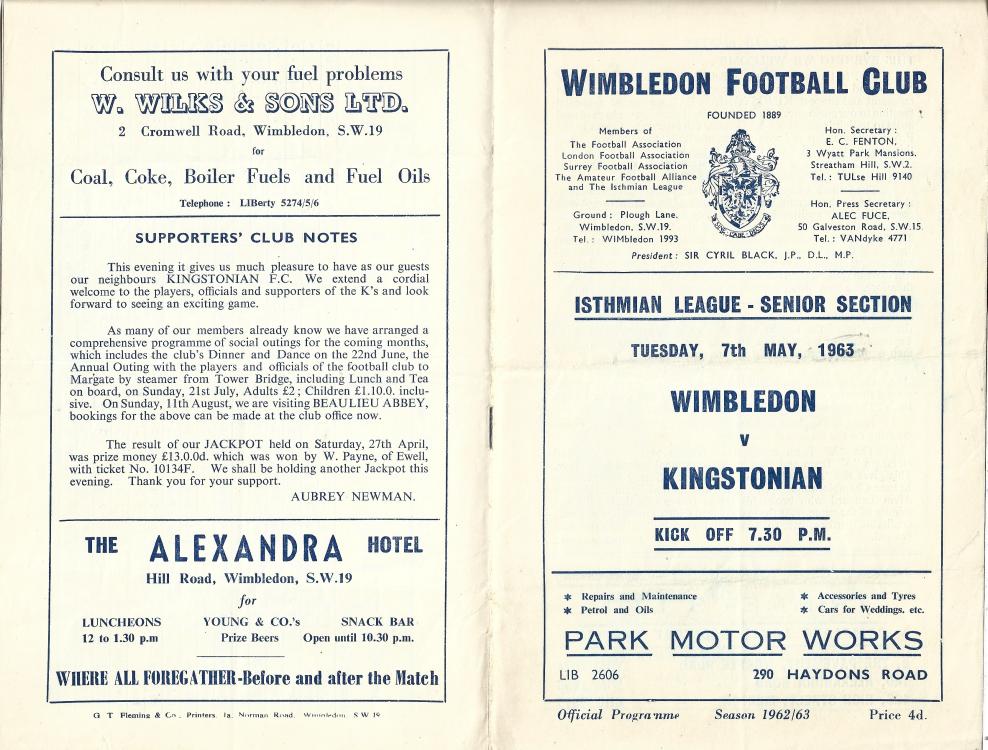 Consult us with your fuel problems
W. WILKS & SONS LTD.
2 Cromwell Road, Wimbledon, S.W.19
for
Coal, Coke, Boiler Fuels and Fuel Oils
Telephone : LIBerty 5274/5/6
SUPPORTERS' CLUB NOTES
This evening it gives us much pleasure to have as our guests
our neighbours KINGSTONIAN F.C. We extend a cordial
welcome to the players, officials and supporters of the K's and look
forward to seeing an exciting game.
As many of our members already know we have arranged a
comprehensive programme of social outings for the coming months,
which includes the club's Dinner and Dance on the 22nd June, the
Annual Outing with the players and officials of the football club to
Margate by steamer from Tower Bridge, including Lunch and Tea
on board, on Sunday, 21st July, Adults £2 ; Children £1.10.0. inclu-
sive. On Sunday, 11th August, we are visiting BEAULIEU ABBEY,
bookings for the above can be made at the club office now.
The result of our JACKPOT held on Saturday, 27th April,
was prize money £13.0.0d. which was won by W. Payne, of Ewell,
with ticket No. 10134F. We shall be holding another Jackpot this
evening. Thank you for your support.
AUBREY NEWMAN.
THE ALEXANDRA HOTEL
Hill Road, Wimbledon, S.W.19
for
LUNCHEONS YOUNG & CO.'s SNACK BAR
12 to 1.30 p.m Prize Beers Open until 10.30 p.m.
WHERE ALL FOREGATHER-Before and after the Match
G. T. Fleming & Co., Printers, 1a, Norman Road, Wimbledon, S.W.19
WIMBLEDON FOOTBALL CLUB
FOUNDED 1889
Members of
The Football Association
London Football Association
Surrey Football Association
The Amateur Football Alliance
and The Isthmian League
Ground : Plough Lane,
Wimbledon, S.W.19.
Tel. : WIMbledon 1993
Hon. Secretary :
E. C. FENTON,
3 Wyatt Park Mansions,
Streatham Hill, S.W.2.
Tel. : TULse Hill 9140
Hon. Press Secretary :
ALEC FUCE,
50 Galveston Road, S.W.15.
Tel. : VANdyke 4771
President : SIR CYRIL BLACK, J.P., D.L., M.P.
ISTHMIAN LEAGUE - SENIOR SECTION
TUESDAY, 7th MAY, 1963
WIMBLEDON
v
KINGSTONIAN
KICK OFF 7.30 P.M.
* Repairs and Maintenance
* Petrol and Oils
* Accessories and Tyres
* Cars for Weddings. etc.
PARK MOTOR WORKS
LIB 2606 290 HAYDONS ROAD
Official Programme Season 1962/63 Price 4d.